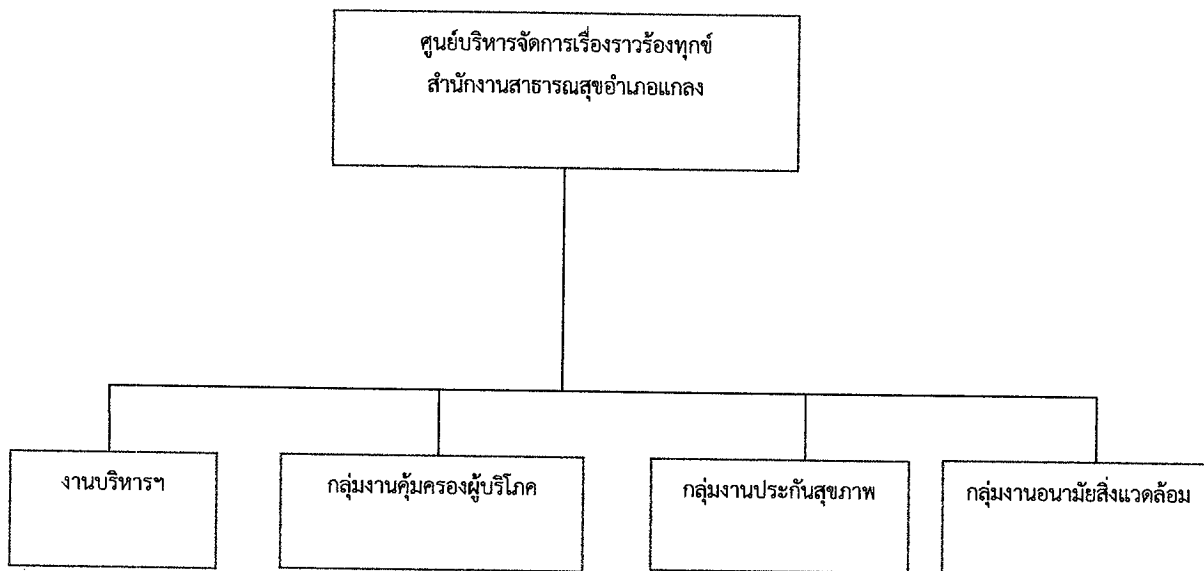 ศูนย์บริหารจัดการเรื่องราวร้องทุกข์
สำนักงานสาธารณสุขอำเภอแกลง
งานบริหารฯ
กลุ่มงานคุ้มครองผู้บริโภค
กลุ่มงานประกันสุขภาพ
กลุ่มงานอนามัยสิ่งแวดล้อม